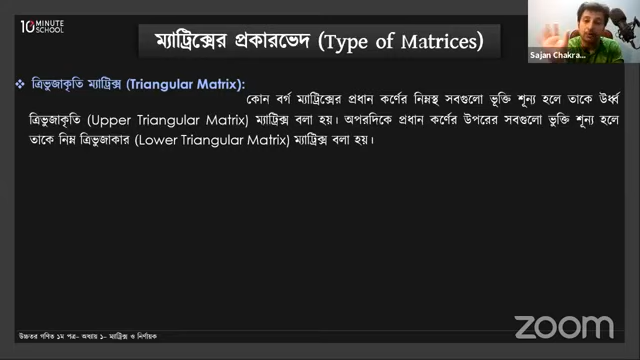 10 MINUTE SCHOOL
ম্যাট্রিক্সের প্রকারভেদ (Type of Matrices)
Sajan Chakra...
❖ ত্রিভুজাকৃতি ম্যাট্রিক্স (Triangular Matrix):
কোন বর্গ ম্যাট্রিক্সের প্রধান কর্ণের নিম্নস্থ সবগুলো ভূক্তি শূন্য হলে তাকে উর্ধ্ব
ত্রিভুজাকৃতি (Upper Triangular Matrix) ম্যাট্রিক্স বলা হয়। অপরদিকে প্রধান কর্ণের উপরের সবগুলো ভুক্তি শূন্য হলে
তাকে নিম্ন ত্রিভুজাকার (Lower Triangular Matrix) ম্যাট্রিক্স বলা হয়।
উচ্চতর গণিত ১ম পত্র- অধ্যায় ১- ম্যাট্রিক্স ও নির্ণায়ক
zoom